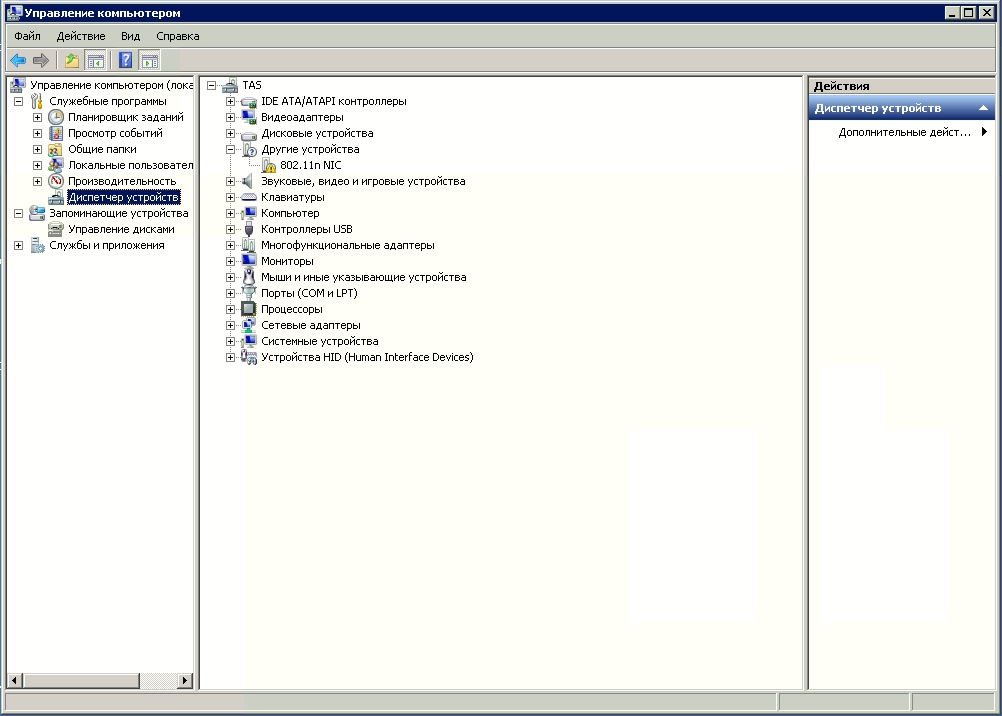 Управление компьютером
Файл Действие Вид Справка
Управление компьютером (лока
Служебные программы
Планировщик заданий
Просмотр событий
Общие папки
Локальные пользовател
Производительность
Диспетчер устройств
Запоминающие устройства
Управление дисками
Службы и приложения
TAS
IDE ATA/ATAPI контроллеры
Видеоадаптеры
Дисковые устройства
Другие устройства
802.11n NIC
Звуковые, видео и игровые устройства
Клавиатуры
Компьютер
Контроллеры USB
Многофункциональные адаптеры
Мониторы
Мыши и иные указывающие устройства
Порты (COM и LPT)
Процессоры
Сетевые адаптеры
Системные устройства
Устройства HID (Human Interface Devices)
Действия
Диспетчер устройств
Дополнительные дейст...